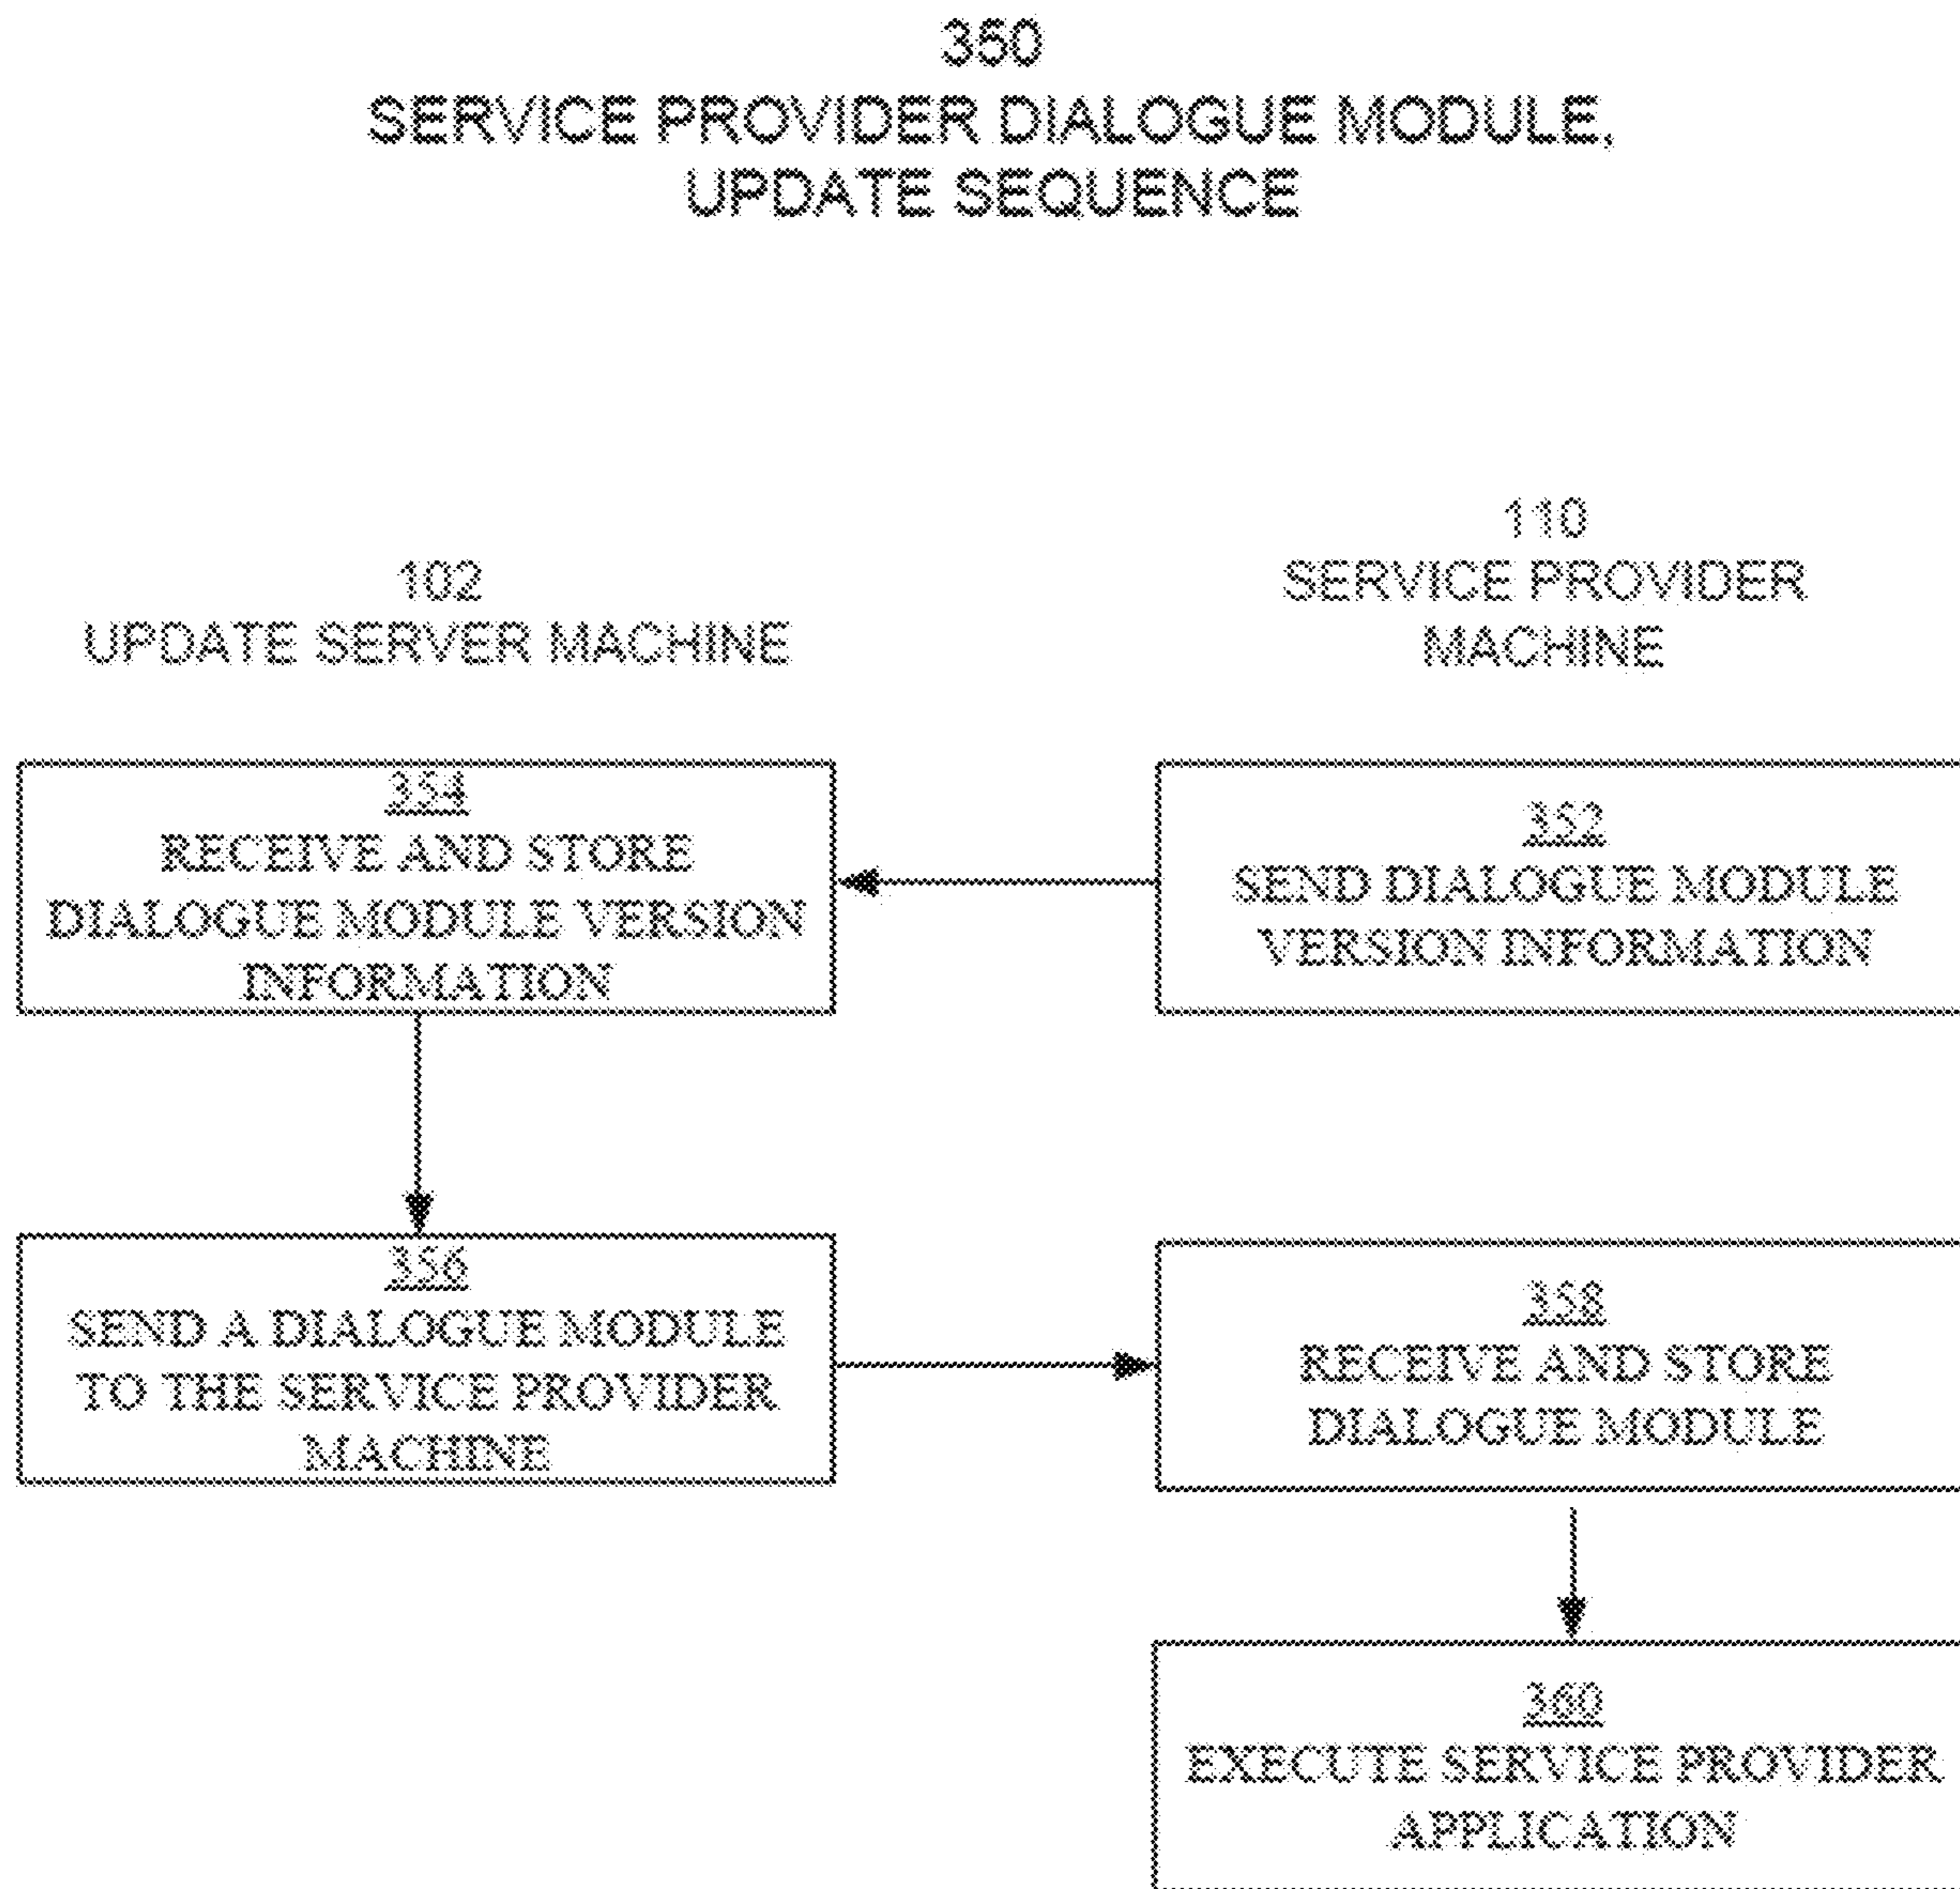 350
SERVICE PROVIDER DIALOGUE MODULE,
UPDATE SEQUENCE
102
UPDATE SERVER MACHINE
110
SERVICE PROVIDER
MACHINE
354
RECEIVE AND STORE
DIALOGUE MODULE VERSION
INFORMATION
352
SEND DIALOGUE MODULE
VERSION INFORMATION
356
SEND A DIALOGUE MODULE
TO THE SERVICE PROVIDER
MACHINE
358
RECEIVE AND STORE
DIALOGUE MODULE
360
EXECUTE SERVICE PROVIDER
APPLICATION